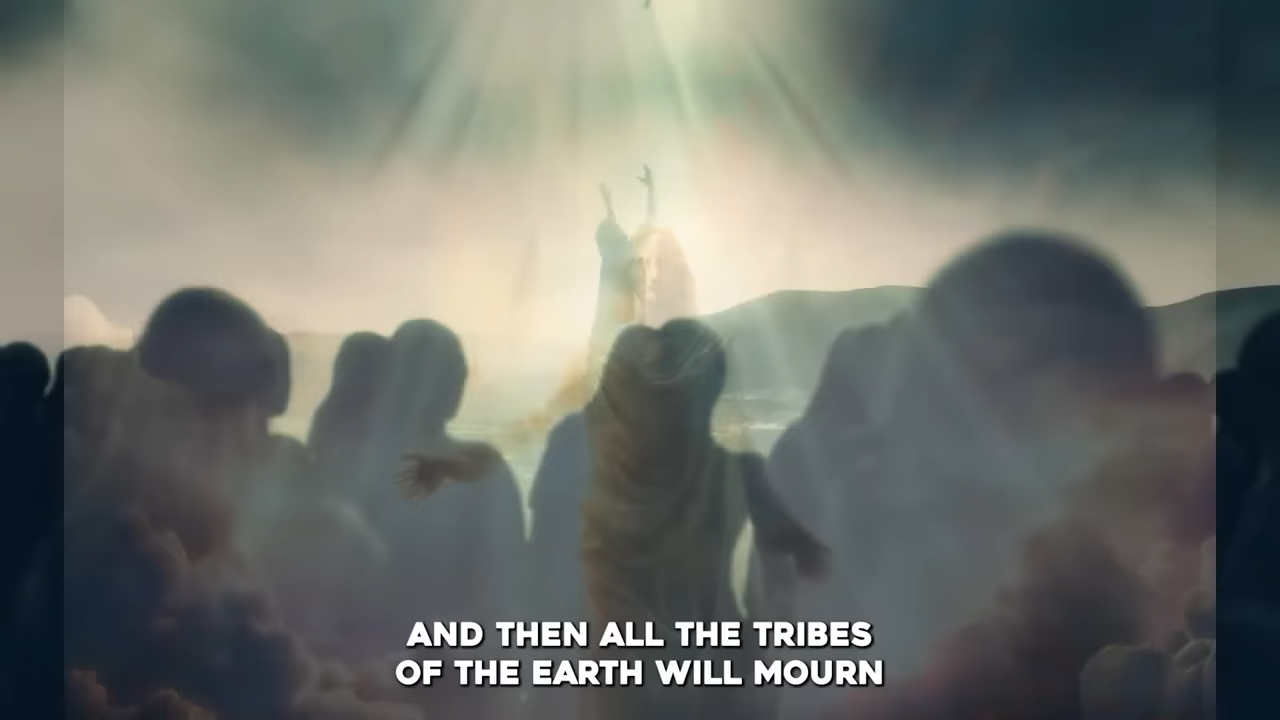 AND THEN ALL THE TRIBES
OF THE EARTH WILL MOURN